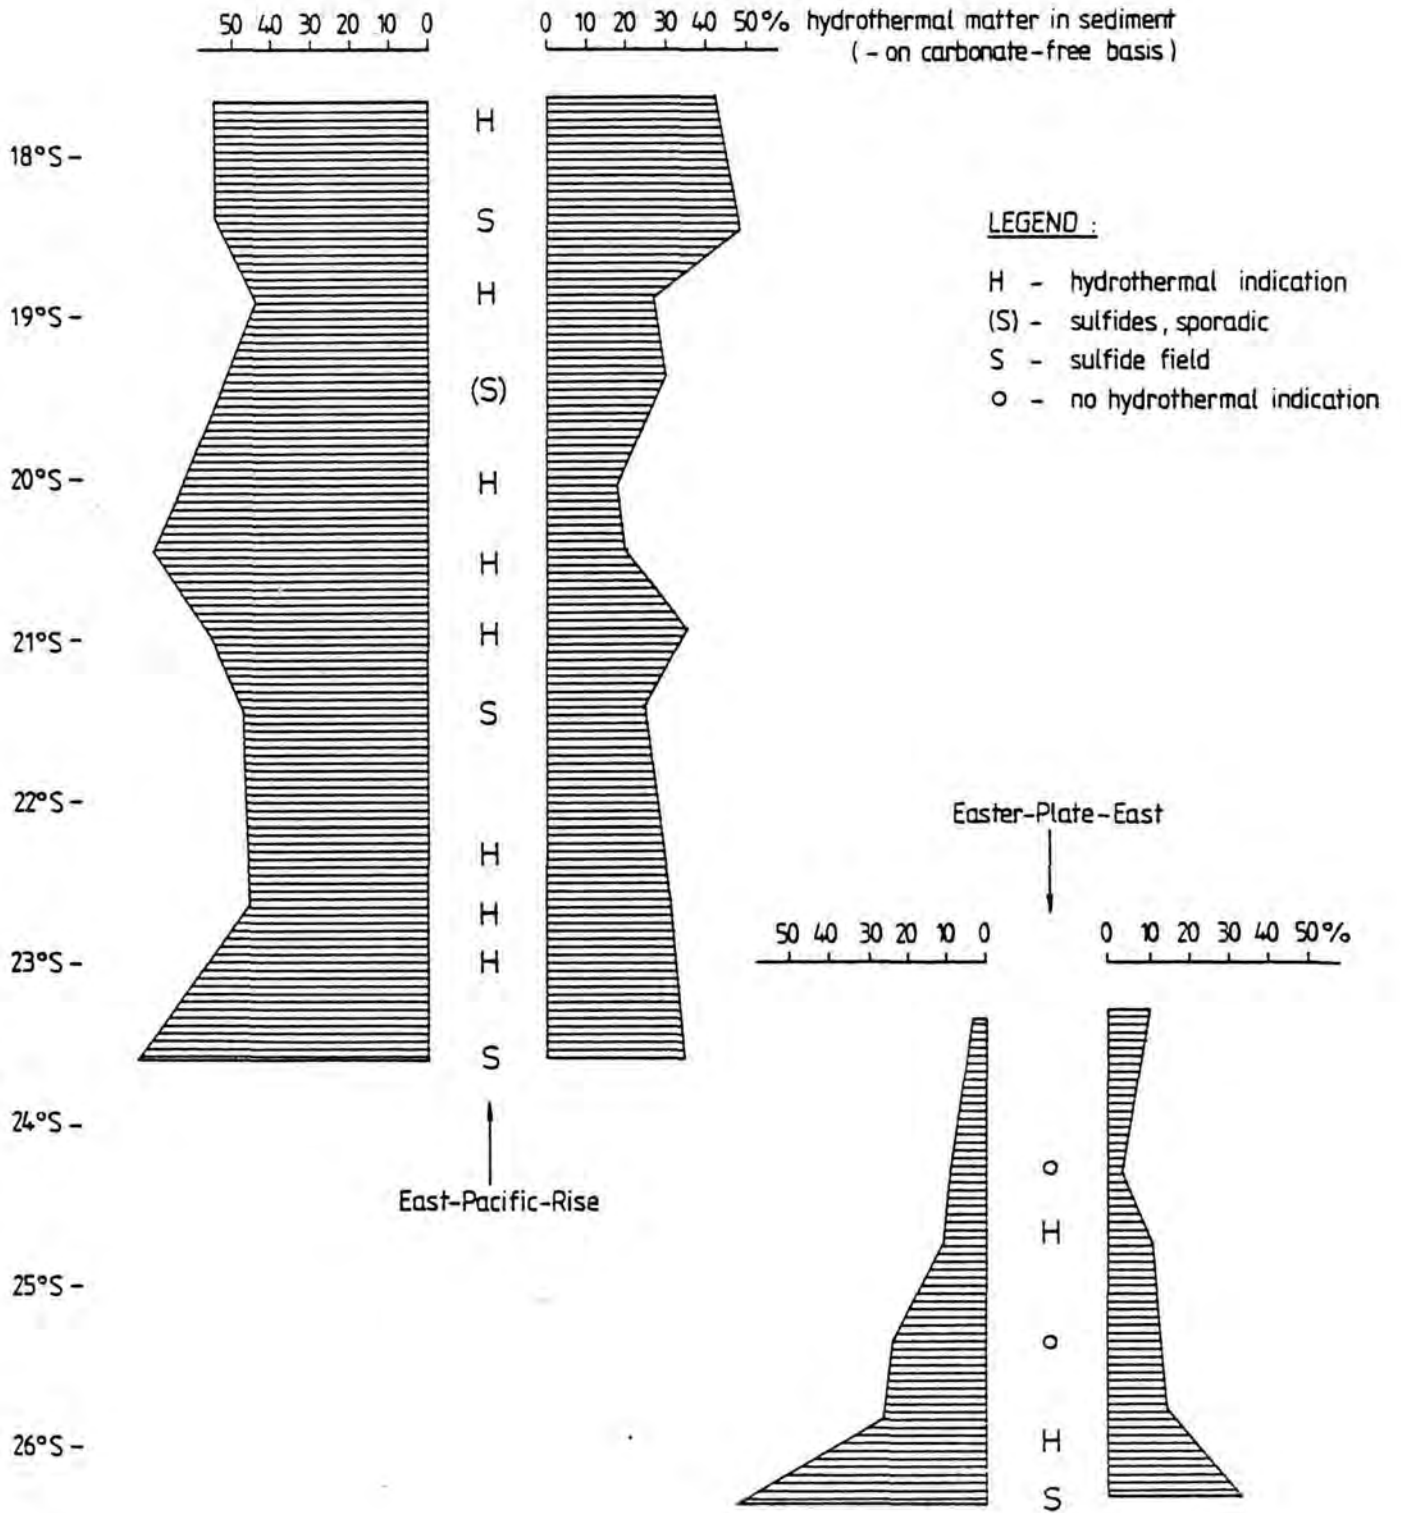 50 40 30 20 10 0
0 10 20 30 40 50% hydrothermal matter in sediment
( - on carbonate-free basis )
H
18°S -
S
LEGEND :
H - hydrothermal indication
H
19°S -
(S) - sulfides, sporadic
S - sulfide field
(S)
o - no hydrothermal indication
20°S -
H
H
21°S -
H
S
22°S -
Easter-Plate-East
H
H
50 40 30 20 10 0
0 10 20 30 40 50%
23°S -
H
S
24°S -
o
East-Pacific-Rise
H
25°S -
o
26°S -
H
S